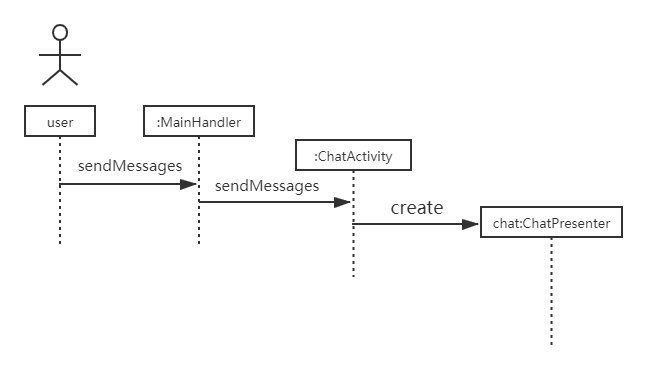 user
:MainHandler
:ChatActivity
sendMessages
sendMessages
create
chat:ChatPresenter